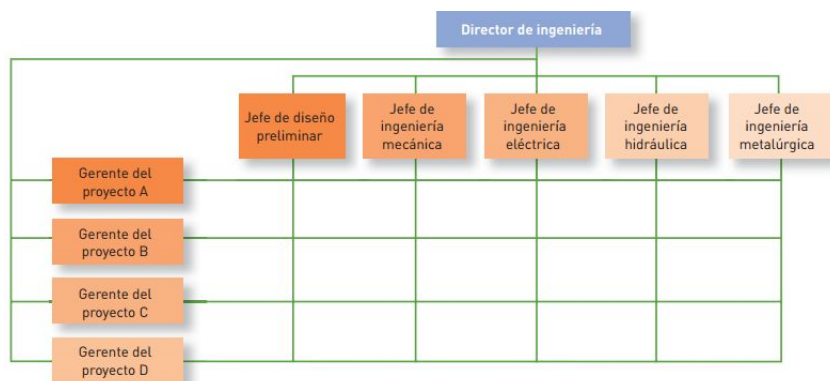 Director de ingeniería
Jefe de diseño
preliminar
Jefe de
ingeniería
mecánica
Jefe de
ingeniería
eléctrica
Jefe de
ingeniería
hidráulica
Jefe de
ingeniería
metalúrgica
Gerente del
proyecto A
Gerente del
proyecto B
Gerente del
proyecto C
Gerente del
proyecto D